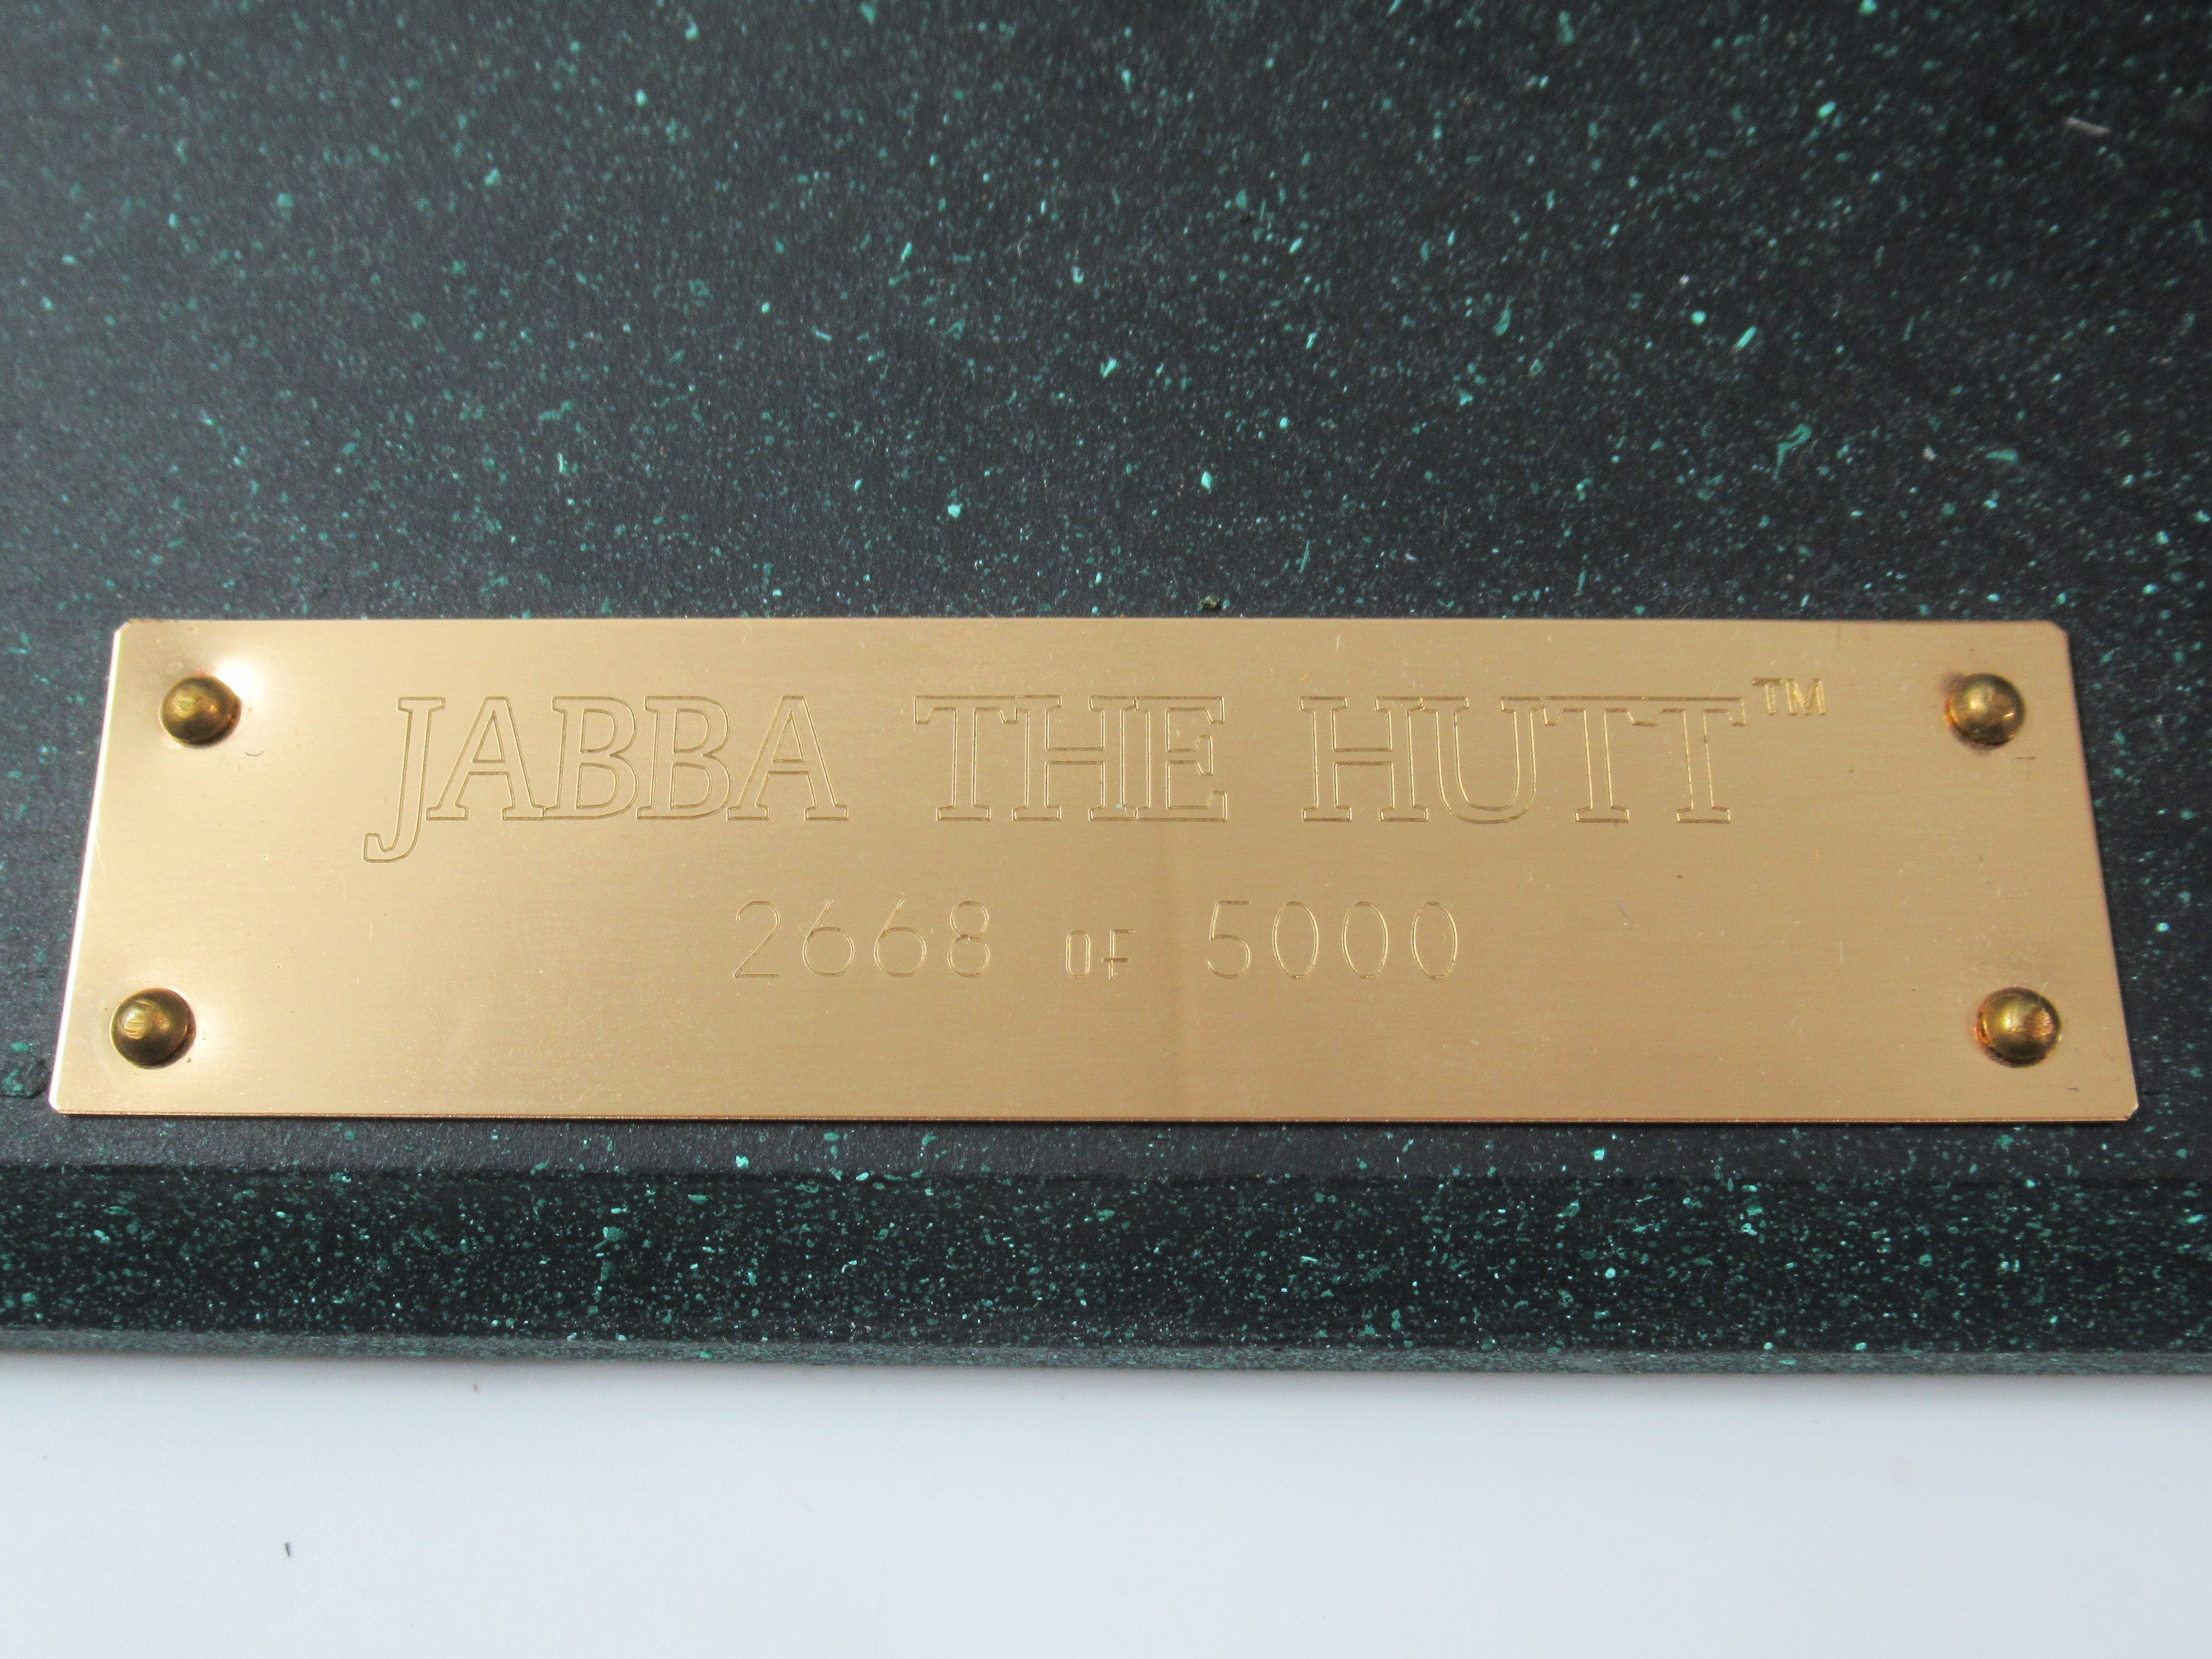 JABBA THE HUTT™
2668 OF 5000